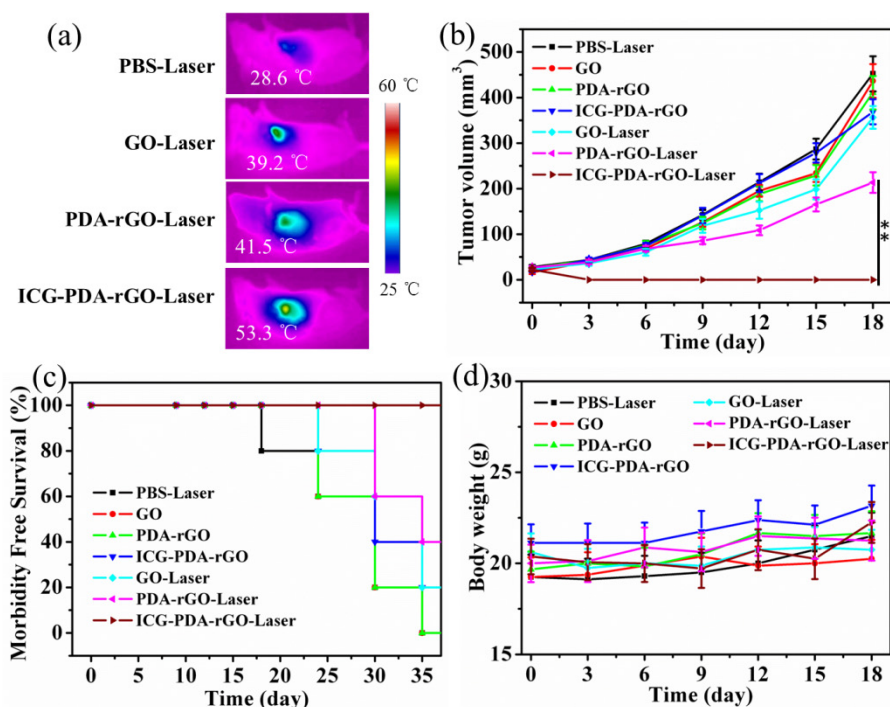 (a)
PBS-Laser
28.6 ℃
GO-Laser
39.2 ℃
PDA-rGO-Laser
41.5 ℃
ICG-PDA-rGO-Laser
53.3 ℃
60 ℃
25 ℃
(b)
Tumor volume (mm³)
500
400
300
200
100
0
PBS-Laser
GO
PDA-rGO
ICG-PDA-rGO
GO-Laser
PDA-rGO-Laser
ICG-PDA-rGO-Laser
**
0 3 6 9 12 15 18
Time (day)
(c)
Morbidity Free Survival (%)
100
80
60
40
20
0
PBS-Laser
GO
PDA-rGO
ICG-PDA-rGO
GO-Laser
PDA-rGO-Laser
ICG-PDA-rGO-Laser
0 5 10 15 20 25 30 35
Time (day)
(d)
Body weight (g)
30
25
20
15
PBS-Laser
GO
PDA-rGO
ICG-PDA-rGO
GO-Laser
PDA-rGO-Laser
ICG-PDA-rGO-Laser
0 3 6 9 12 15 18
Time (day)